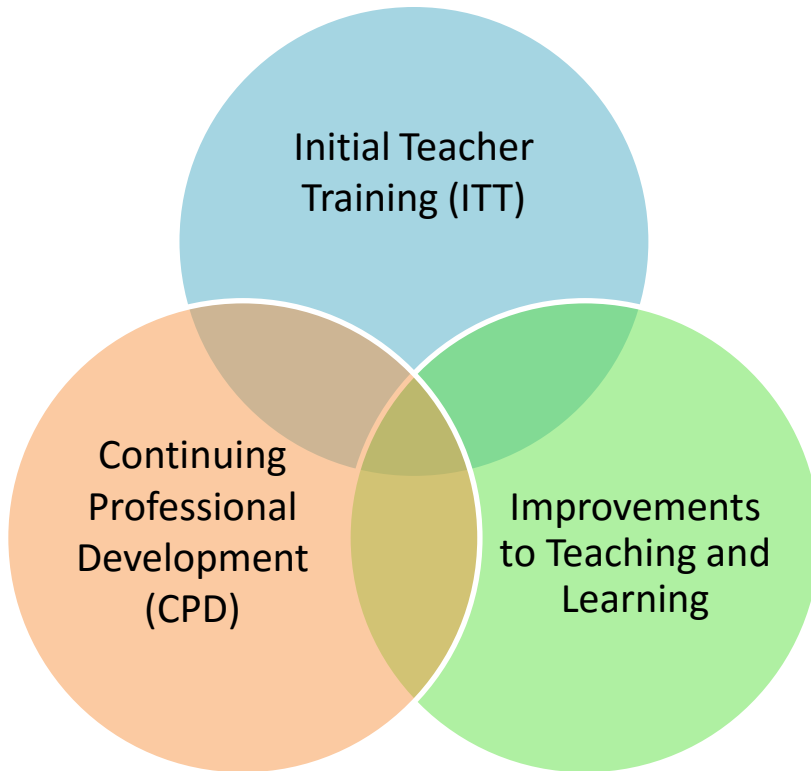 Initial Teacher
Training (ITT)
Continuing
Professional
Development
(CPD)
Improvements
to Teaching and
Learning